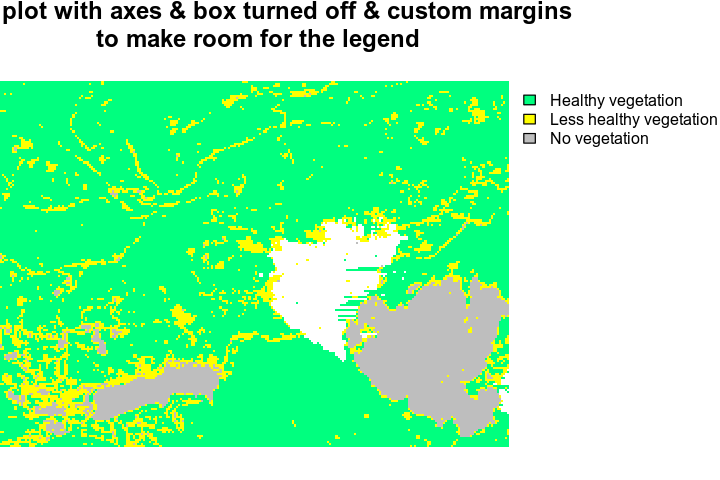 plot with axes & box turned off & custom margins
to make room for the legend
Healthy vegetation
Less healthy vegetation
No vegetation